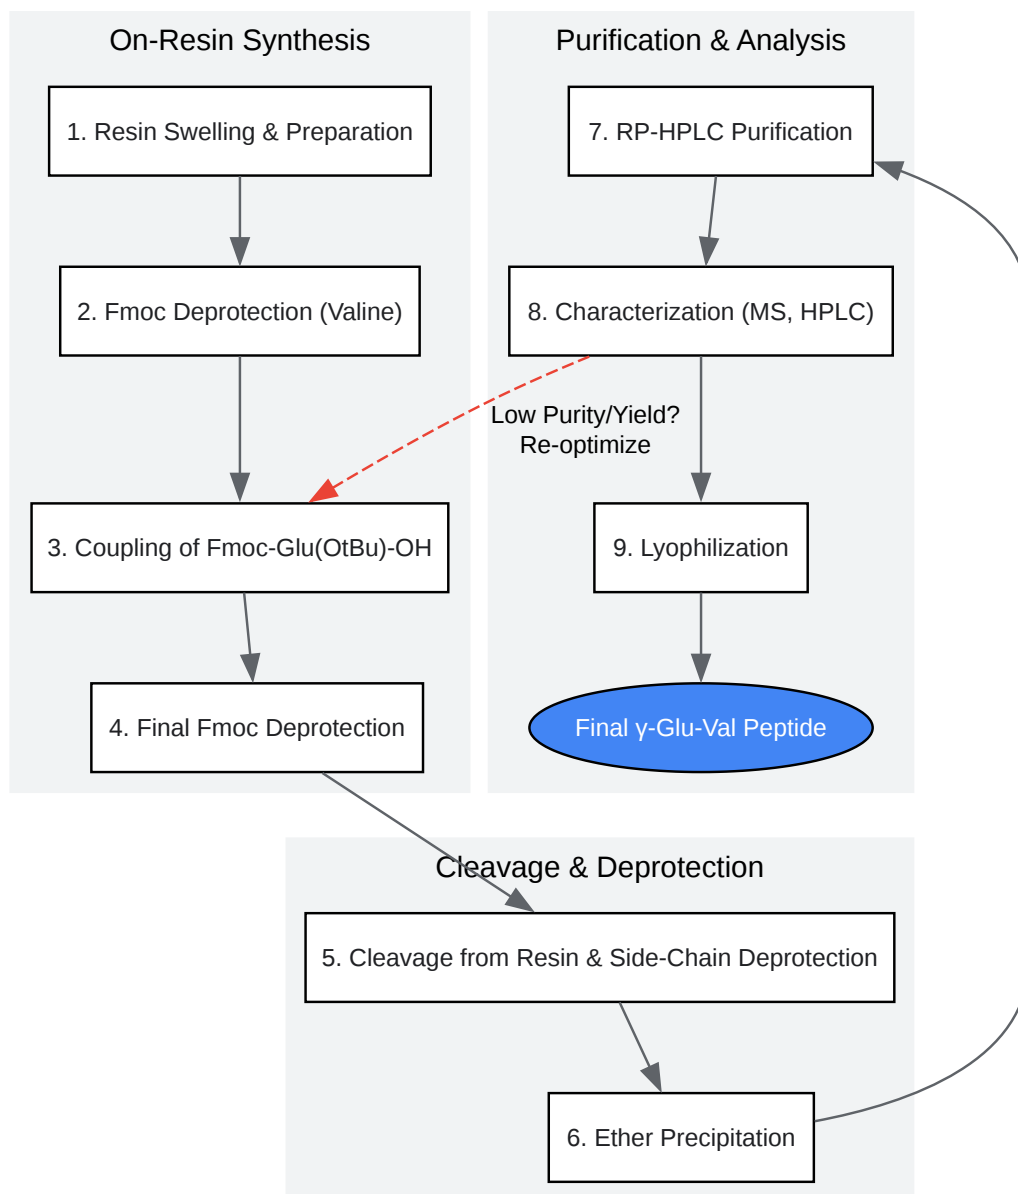 On-Resin Synthesis
1. Resin Swelling & Preparation
2. Fmoc Deprotection (Valine)
3. Coupling of Fmoc-Glu(OtBu)-OH
4. Final Fmoc Deprotection
Purification & Analysis
7. RP-HPLC Purification
8. Characterization (MS, HPLC)
Low Purity/Yield?
Re-optimize
9. Lyophilization
Final γ-Glu-Val Peptide
Cleavage & Deprotection
5. Cleavage from Resin & Side-Chain Deprotection
6. Ether Precipitation